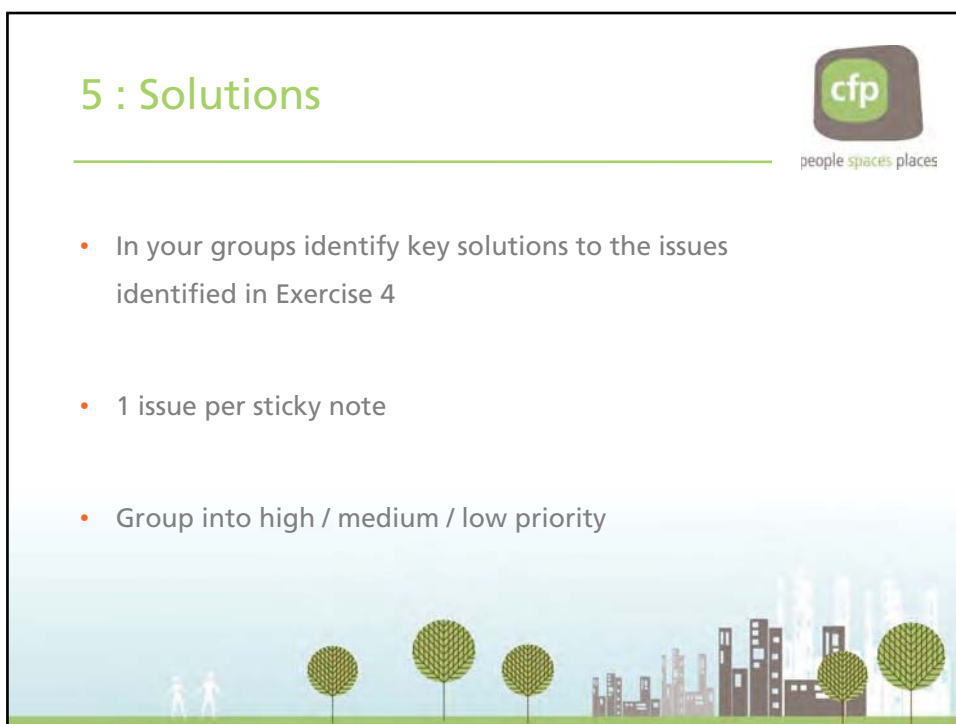 5 : Solutions
cfp
people spaces places
• In your groups identify key solutions to the issues
identified in Exercise 4
• 1 issue per sticky note
• Group into high / medium / low priority